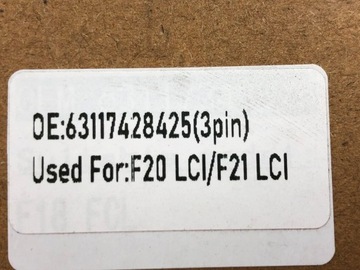 OE:63117428425(3pin)
Used For:F20 LCI/F21 LCI